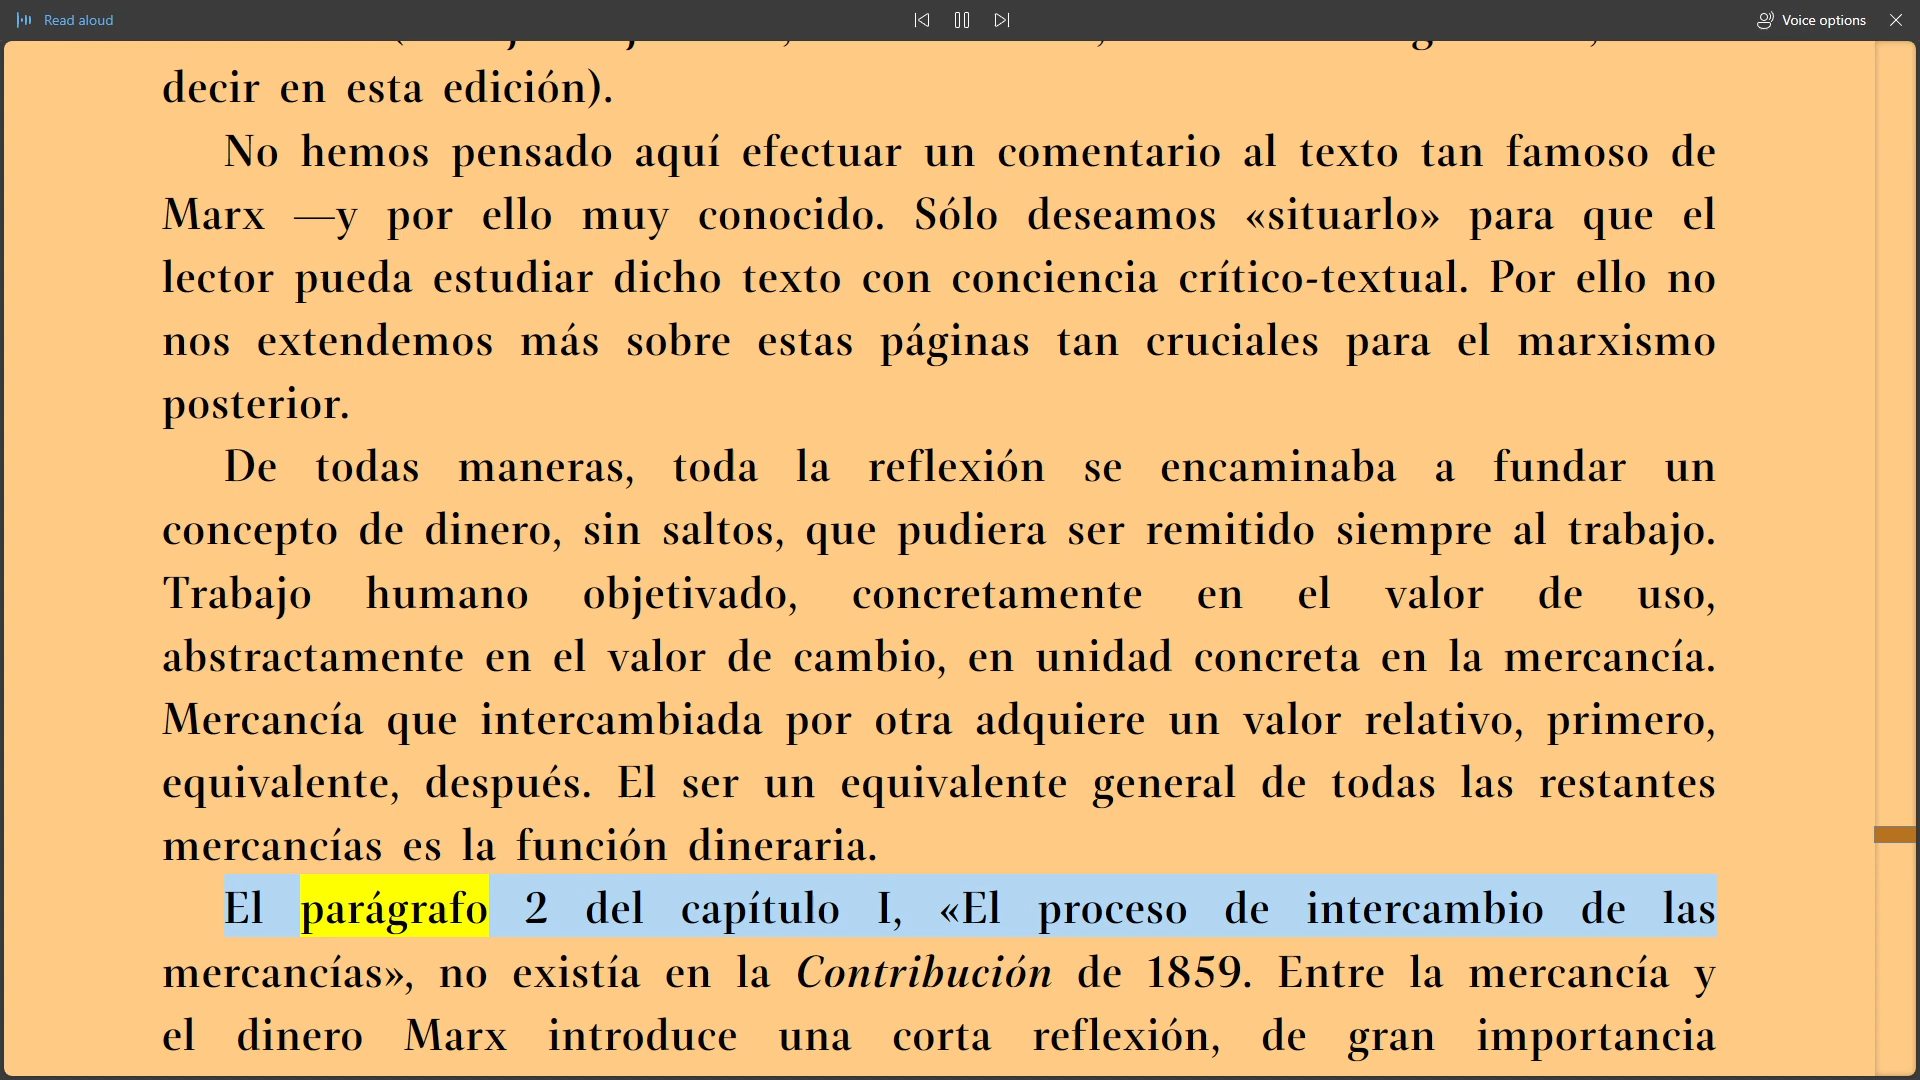 Read aloud
Voice options
decir en esta edición).
No hemos pensado aquí efectuar un comentario al texto tan famoso de
Marx —y por ello muy conocido. Sólo deseamos «situarlo» para que el
lector pueda estudiar dicho texto con conciencia crítico-textual. Por ello no
nos extendemos más sobre estas páginas tan cruciales para el marxismo
posterior.
De todas maneras, toda la reflexión se encaminaba a fundar un
concepto de dinero, sin saltos, que pudiera ser remitido siempre al trabajo.
Trabajo humano objetivado, concretamente en el valor de uso,
abstractamente en el valor de cambio, en unidad concreta en la mercancía.
Mercancía que intercambiada por otra adquiere un valor relativo, primero,
equivalente, después. El ser un equivalente general de todas las restantes
mercancías es la función dineraria.
El parágrafo 2 del capítulo I, «El proceso de intercambio de las
mercancías», no existía en la Contribución de 1859. Entre la mercancía y
el dinero Marx introduce una corta reflexión, de gran importancia